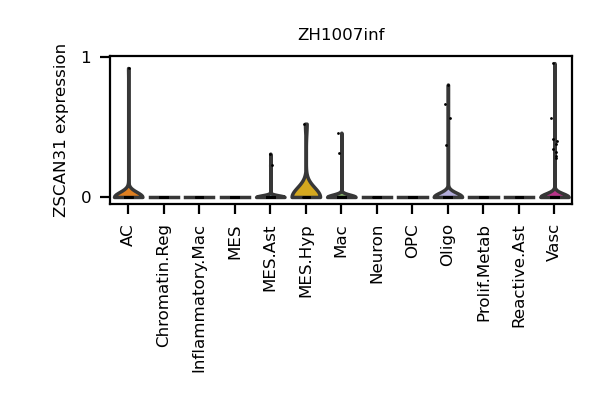 ZH1007inf
ZSCAN31 expression
1
0
AC
Chromatin.Reg
Inflammatory.Mac
MES
MES.Ast
MES.Hyp
Mac
Neuron
OPC
Oligo
Prolif.Metab
Reactive.Ast
Vasc